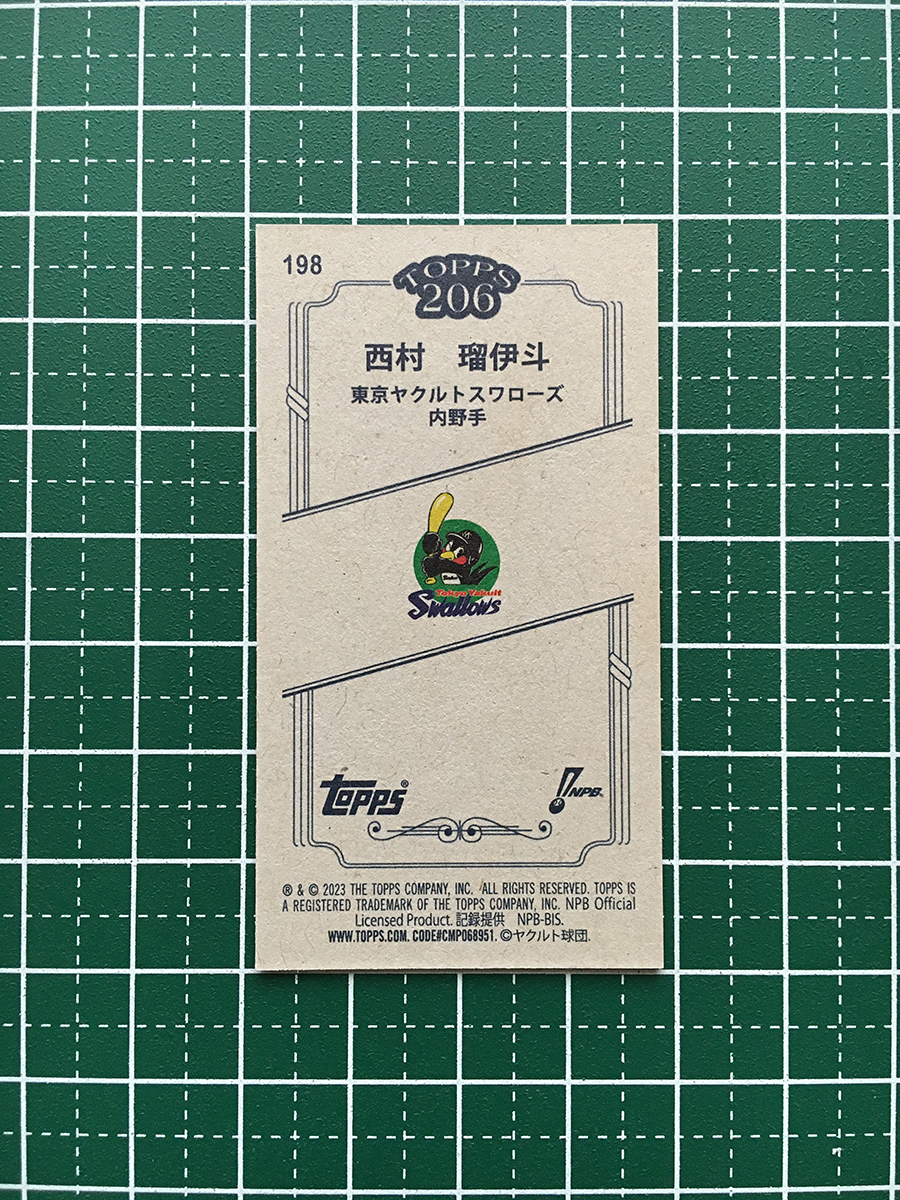 198
TOPPS
206
西村　瑠伊斗
東京ヤクルトスワローズ
内野手
Tokyo Yakult
Swallows
topps®
NPB
® & © 2023 THE TOPPS COMPANY, INC. ALL RIGHTS RESERVED. TOPPS IS
A REGISTERED TRADEMARK OF THE TOPPS COMPANY, INC. NPB Official
Licensed Product. 記録提供　NPB-BIS.
WWW.TOPPS.COM. CODE#CMP068951. ©ヤクルト球団.